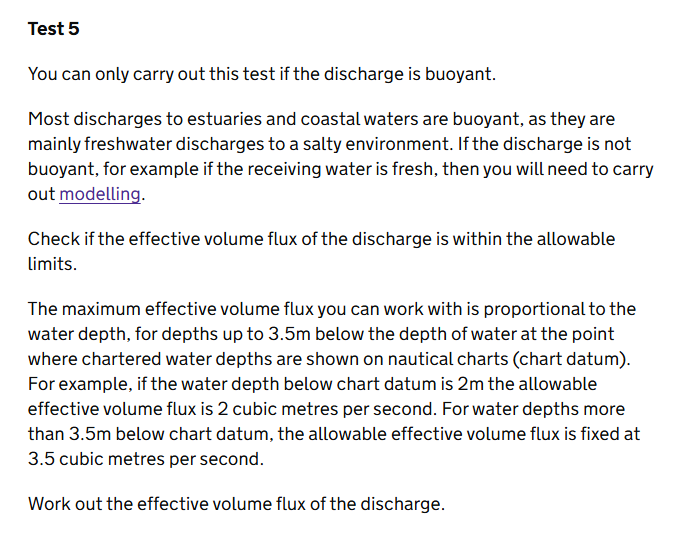 Test 5
You can only carry out this test if the discharge is buoyant.
Most discharges to estuaries and coastal waters are buoyant, as they are
mainly freshwater discharges to a salty environment. If the discharge is not
buoyant, for example if the receiving water is fresh, then you will need to carry
out modelling.
Check if the effective volume flux of the discharge is within the allowable
limits.
The maximum effective volume flux you can work with is proportional to the
water depth, for depths up to 3.5m below the depth of water at the point
where chartered water depths are shown on nautical charts (chart datum).
For example, if the water depth below chart datum is 2m the allowable
effective volume flux is 2 cubic metres per second. For water depths more
than 3.5m below chart datum, the allowable effective volume flux is fixed at
3.5 cubic metres per second.
Work out the effective volume flux of the discharge.